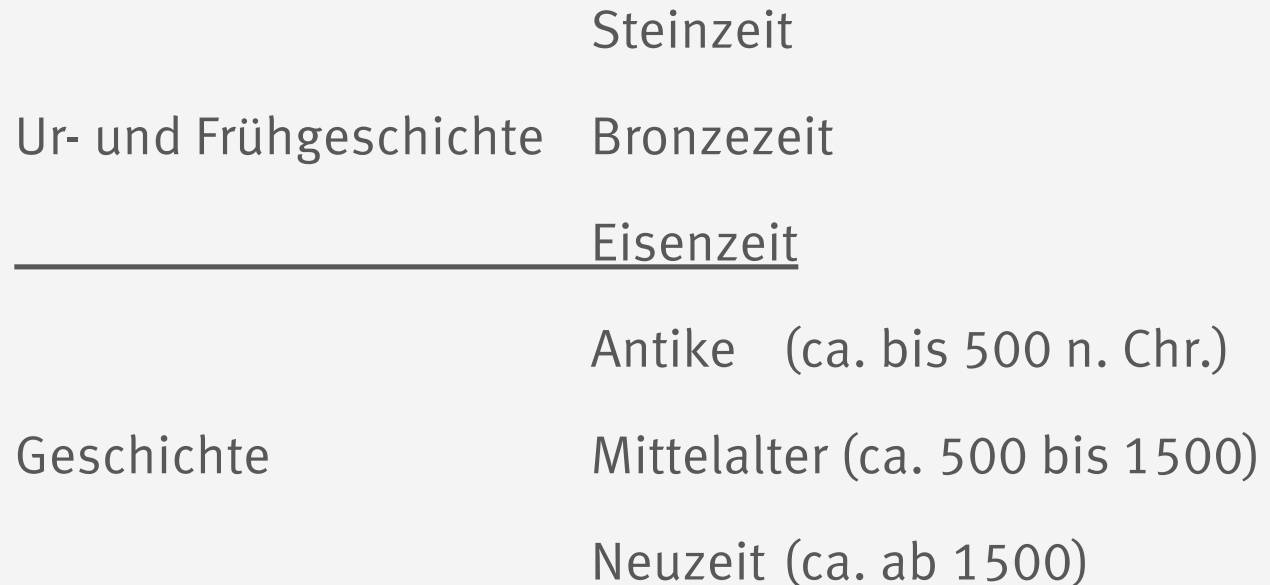 Steinzeit
Ur- und Frühgeschichte Bronzezeit
Eisenzeit
Antike (ca. bis 500 n. Chr.)
Geschichte Mittelalter (ca. 500 bis 1500)
Neuzeit (ca. ab 1500)